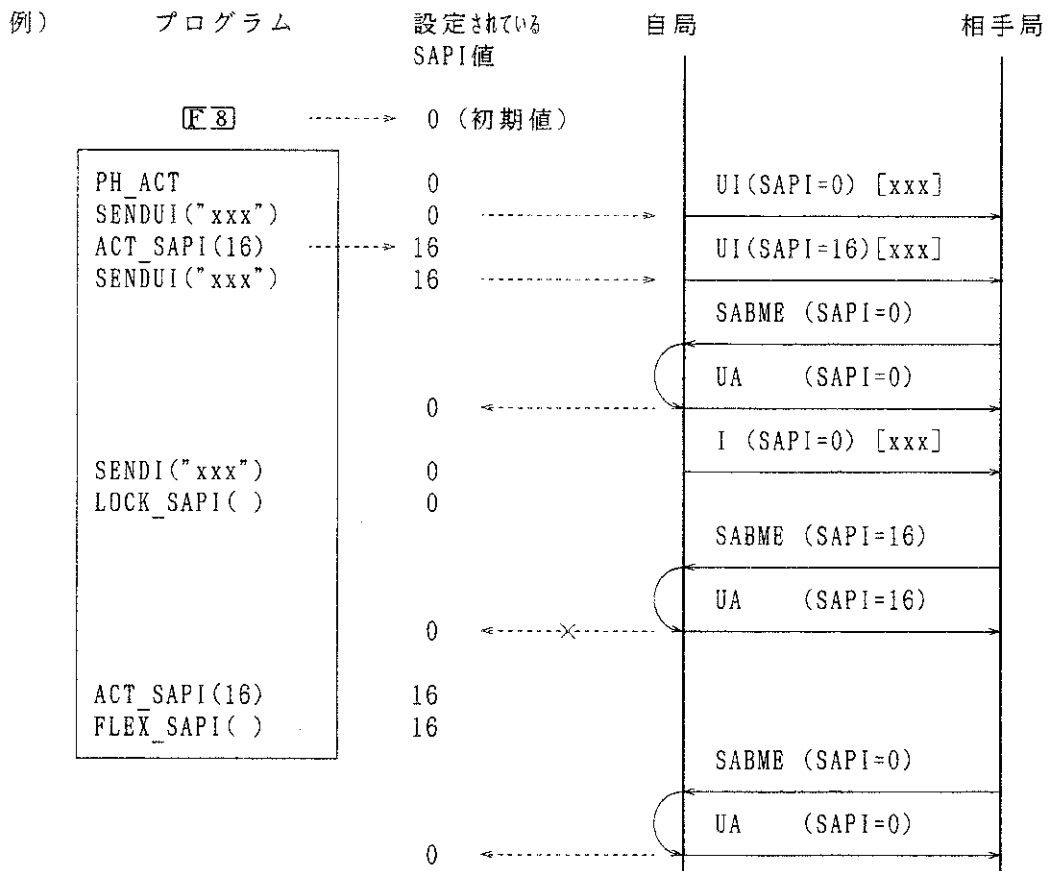 例) プログラム 設定されている 自局 相手局
SAPI値
F 8 0 (初期値)
PH_ACT 0 UI(SAPI=0) [xxx]
SENDUI("xxx") 0
ACT_SAPI(16) 16 UI(SAPI=16)[xxx]
SENDUI("xxx") 16
SABME (SAPI=0)
UA (SAPI=0)
0
I (SAPI=0) [xxx]
SENDI("xxx") 0
LOCK_SAPI( ) 0
SABME (SAPI=16)
UA (SAPI=16)
0
ACT_SAPI(16) 16
FLEX_SAPI( ) 16
SABME (SAPI=0)
UA (SAPI=0)
0